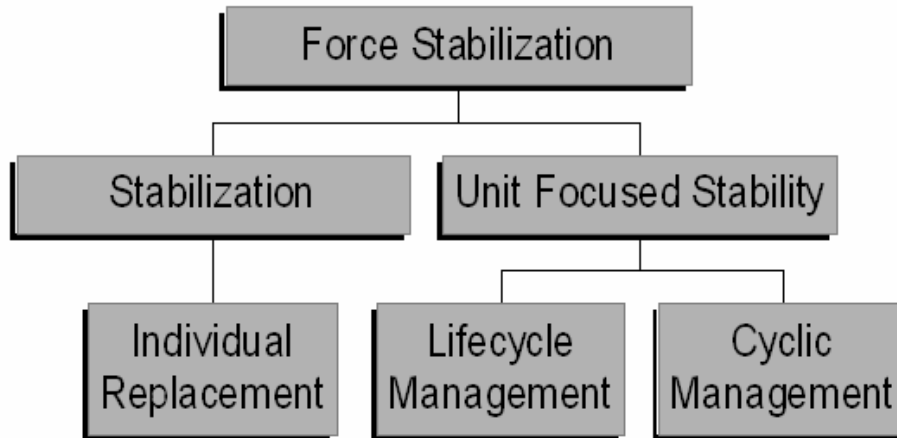 Force Stabilization
Stabilization
Unit Focused Stability
Individual
Replacement
Lifecycle
Management
Cyclic
Management